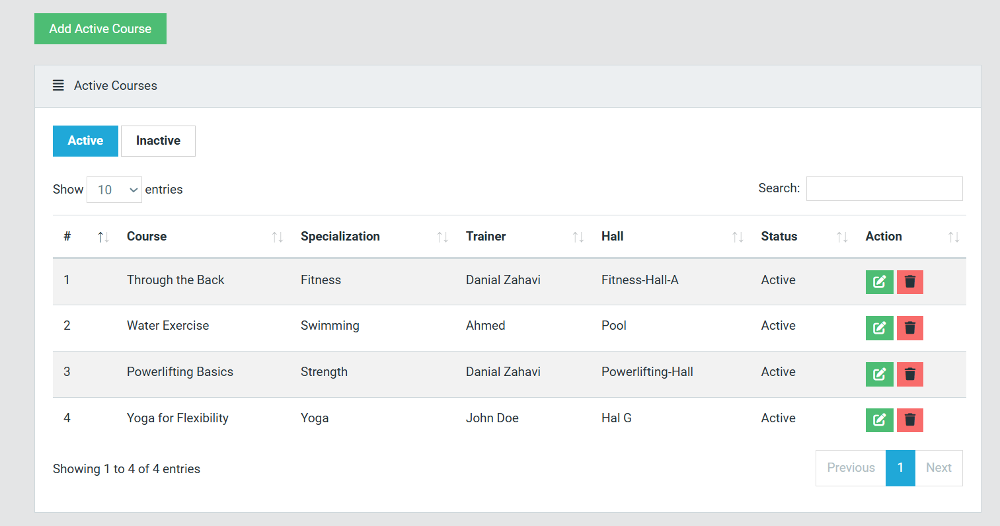 Add Active Course
Active Courses
Active Inactive
Show 10 entries Search:
# Course Specialization Trainer Hall Status Action
1 Through the Back Fitness Danial Zahavi Fitness-Hall-A Active
2 Water Exercise Swimming Ahmed Pool Active
3 Powerlifting Basics Strength Danial Zahavi Powerlifting-Hall Active
4 Yoga for Flexibility Yoga John Doe Hal G Active
Showing 1 to 4 of 4 entries Previous 1 Next